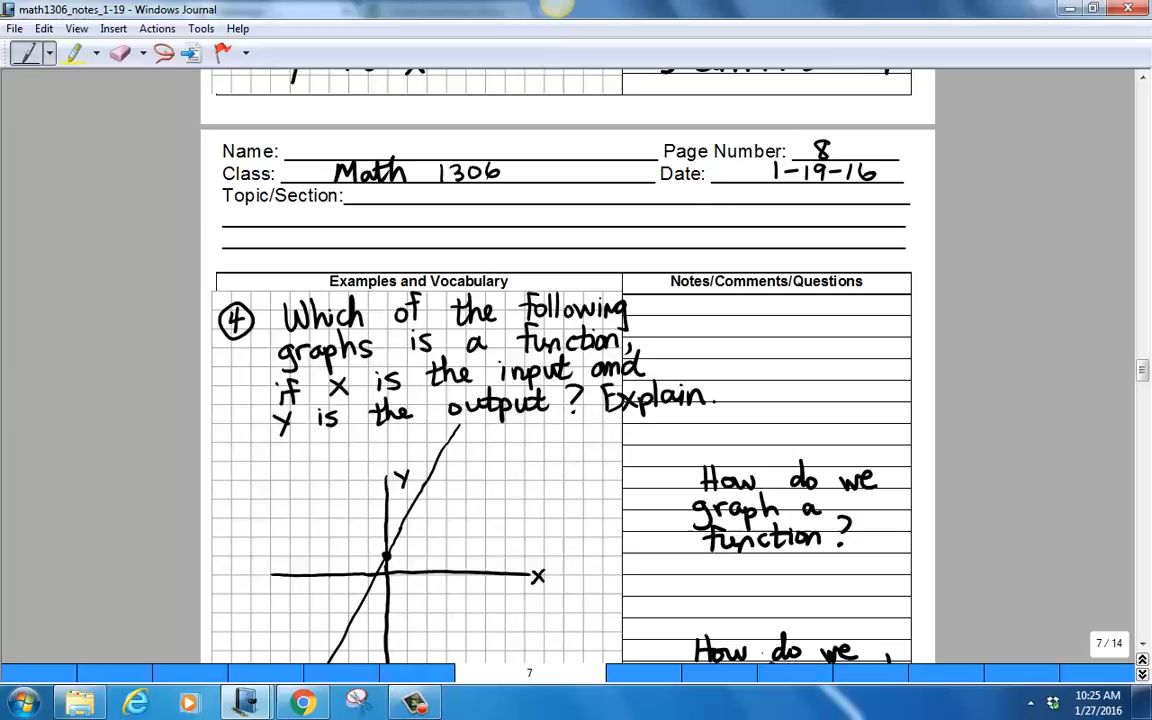 math1306_notes_1-19 - Windows Journal
File Edit View Insert Actions Tools Help
Name:
Page Number: 8
Class: Math 1306
Date: 1-19-16
Topic/Section:
Examples and Vocabulary
Notes/Comments/Questions
④ Which of the following
graphs is a function,
if x is the input and
y is the output? Explain.
y
x
How do we
graph a
function?
How do we
7 / 14
7
10:25 AM
1/27/2016